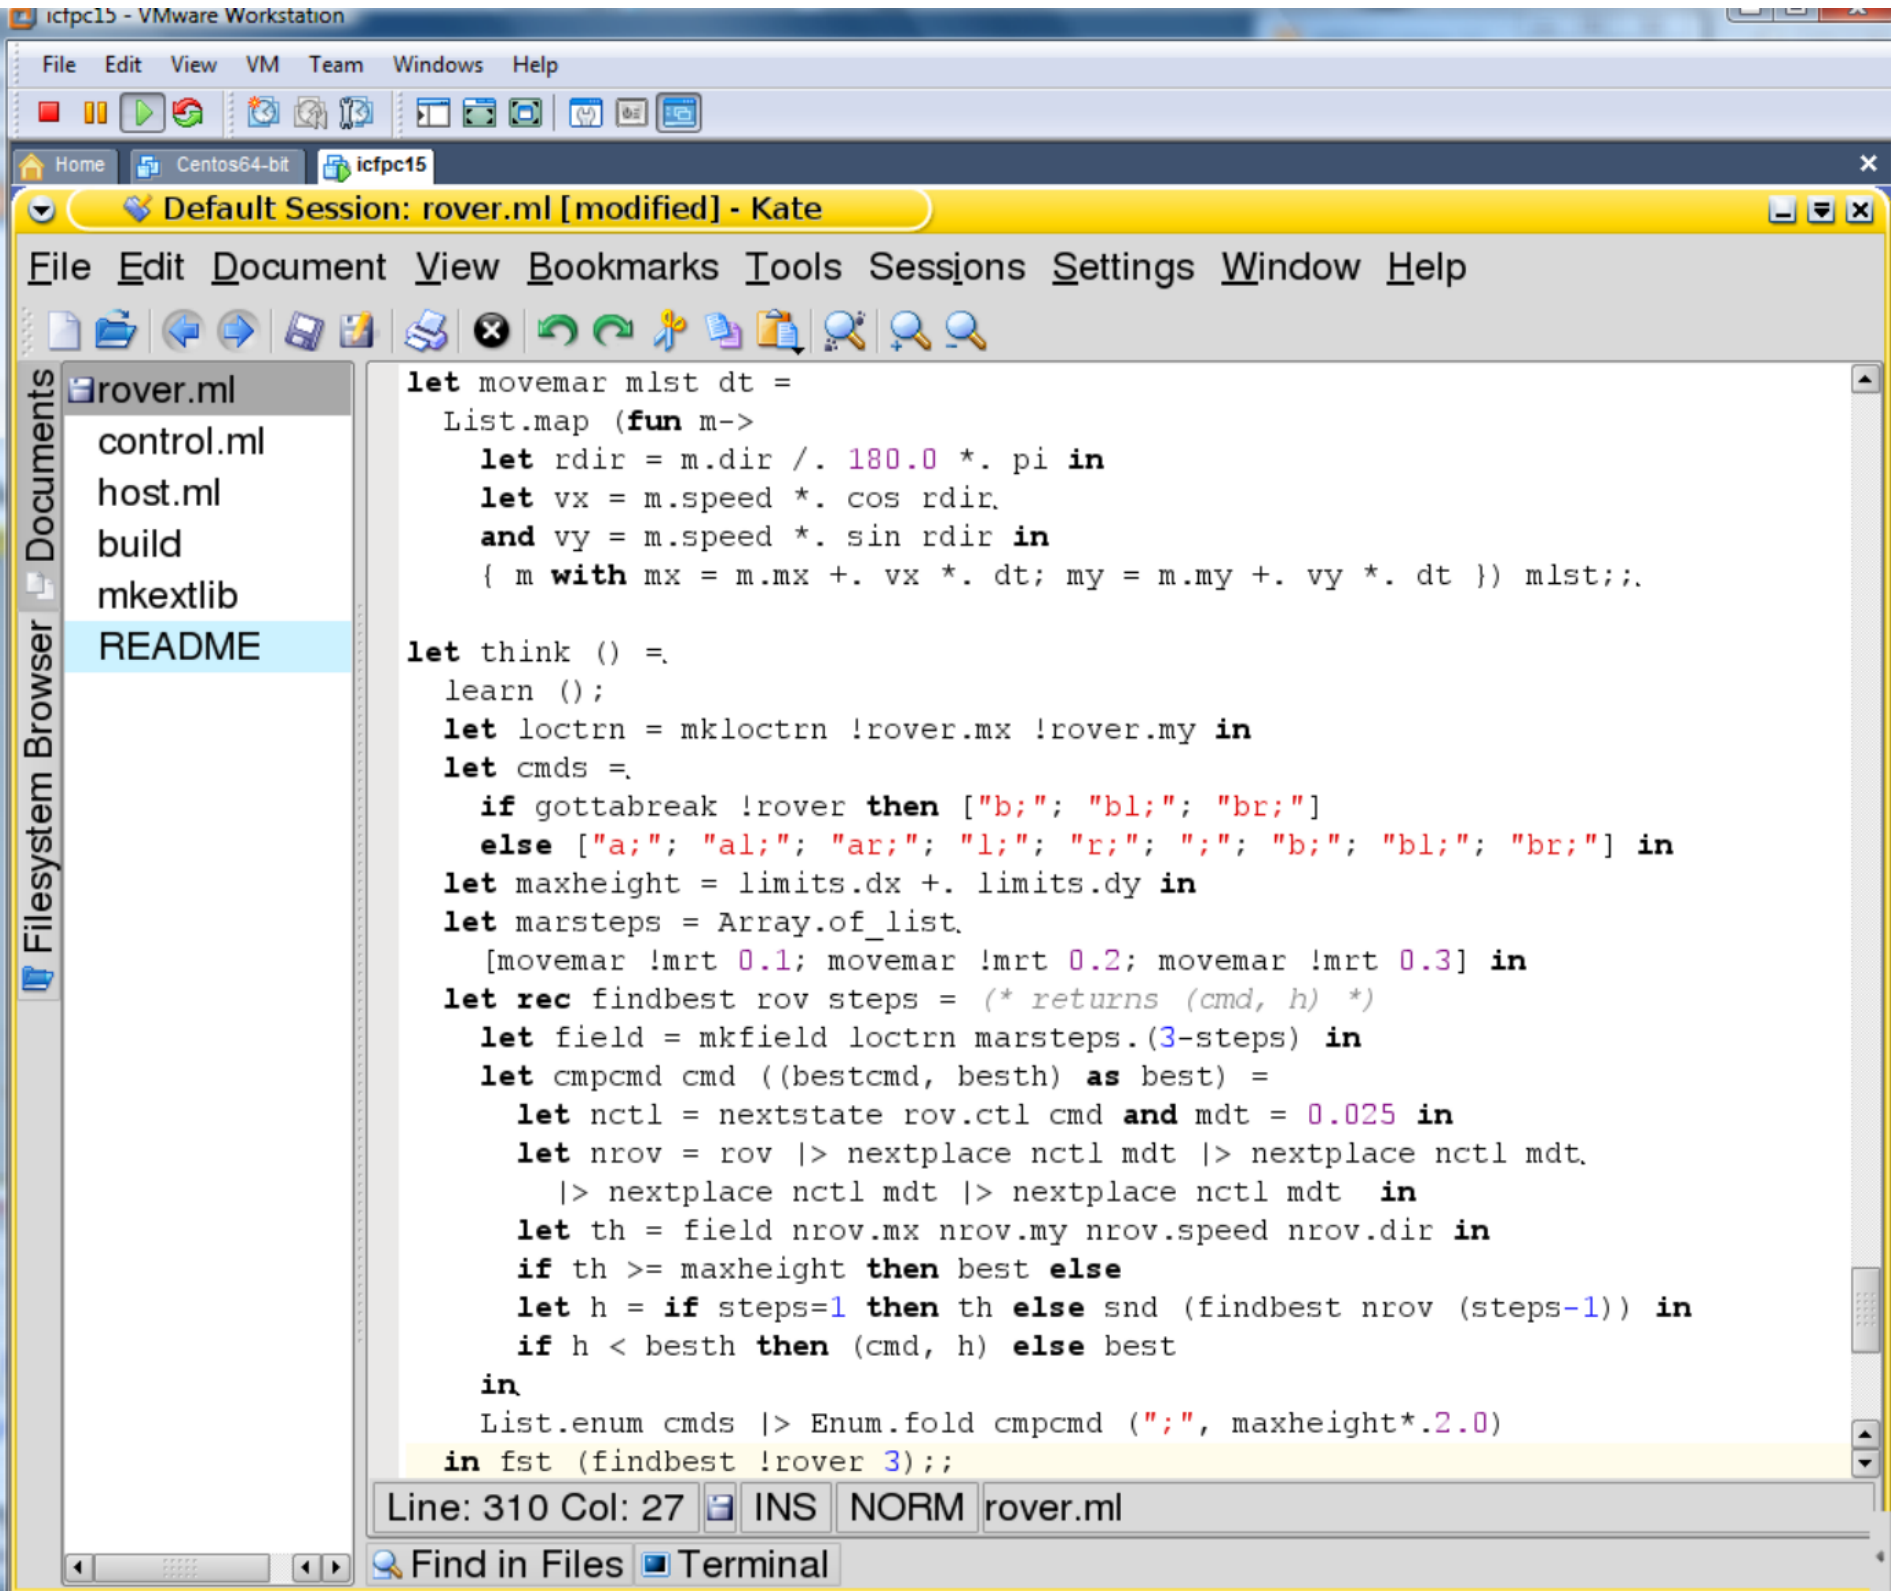 icfpc15 - VMware Workstation
File Edit View VM Team Windows Help
Home Centos64-bit icfpc15
Default Session: rover.ml [modified] - Kate
File Edit Document View Bookmarks Tools Sessions Settings Window Help
Documents
Filesystem Browser
rover.ml
control.ml
host.ml
build
mkextlib
README
let movemar mlst dt =
  List.map (fun m->
    let rdir = m.dir /. 180.0 *. pi in
    let vx = m.speed *. cos rdir
    and vy = m.speed *. sin rdir in
    { m with mx = m.mx +. vx *. dt; my = m.my +. vy *. dt }) mlst;;
let think () =
  learn ();
  let loctrn = mkloctrn !rover.mx !rover.my in
  let cmds =
    if gottabreak !rover then ["b;"; "bl;"; "br;"]
    else ["a;"; "al;"; "ar;"; "l;"; "r;"; ";"; "b;"; "bl;"; "br;"] in
  let maxheight = limits.dx +. limits.dy in
  let marsteps = Array.of_list
    [movemar !mrt 0.1; movemar !mrt 0.2; movemar !mrt 0.3] in
  let rec findbest rov steps = (* returns (cmd, h) *)
    let field = mkfield loctrn marsteps.(3-steps) in
    let cmpcmd cmd ((bestcmd, besth) as best) =
      let nctl = nextstate rov.ctl cmd and mdt = 0.025 in
      let nrov = rov |> nextplace nctl mdt |> nextplace nctl mdt
        |> nextplace nctl mdt |> nextplace nctl mdt  in
      let th = field nrov.mx nrov.my nrov.speed nrov.dir in
      if th >= maxheight then best else
      let h = if steps=1 then th else snd (findbest nrov (steps-1)) in
      if h < besth then (cmd, h) else best
    in
    List.enum cmds |> Enum.fold cmpcmd (";", maxheight*.2.0)
  in fst (findbest !rover 3);;
Line: 310 Col: 27 INS NORM rover.ml
Find in Files Terminal